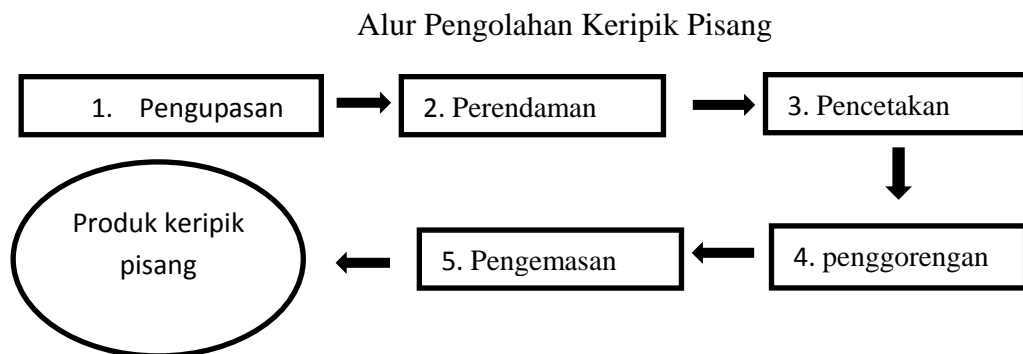 Alur Pengolahan Keripik Pisang
1. Pengupasan
2. Perendaman
3. Pencetakan
4. penggorengan
5. Pengemasan
Produk keripik
pisang